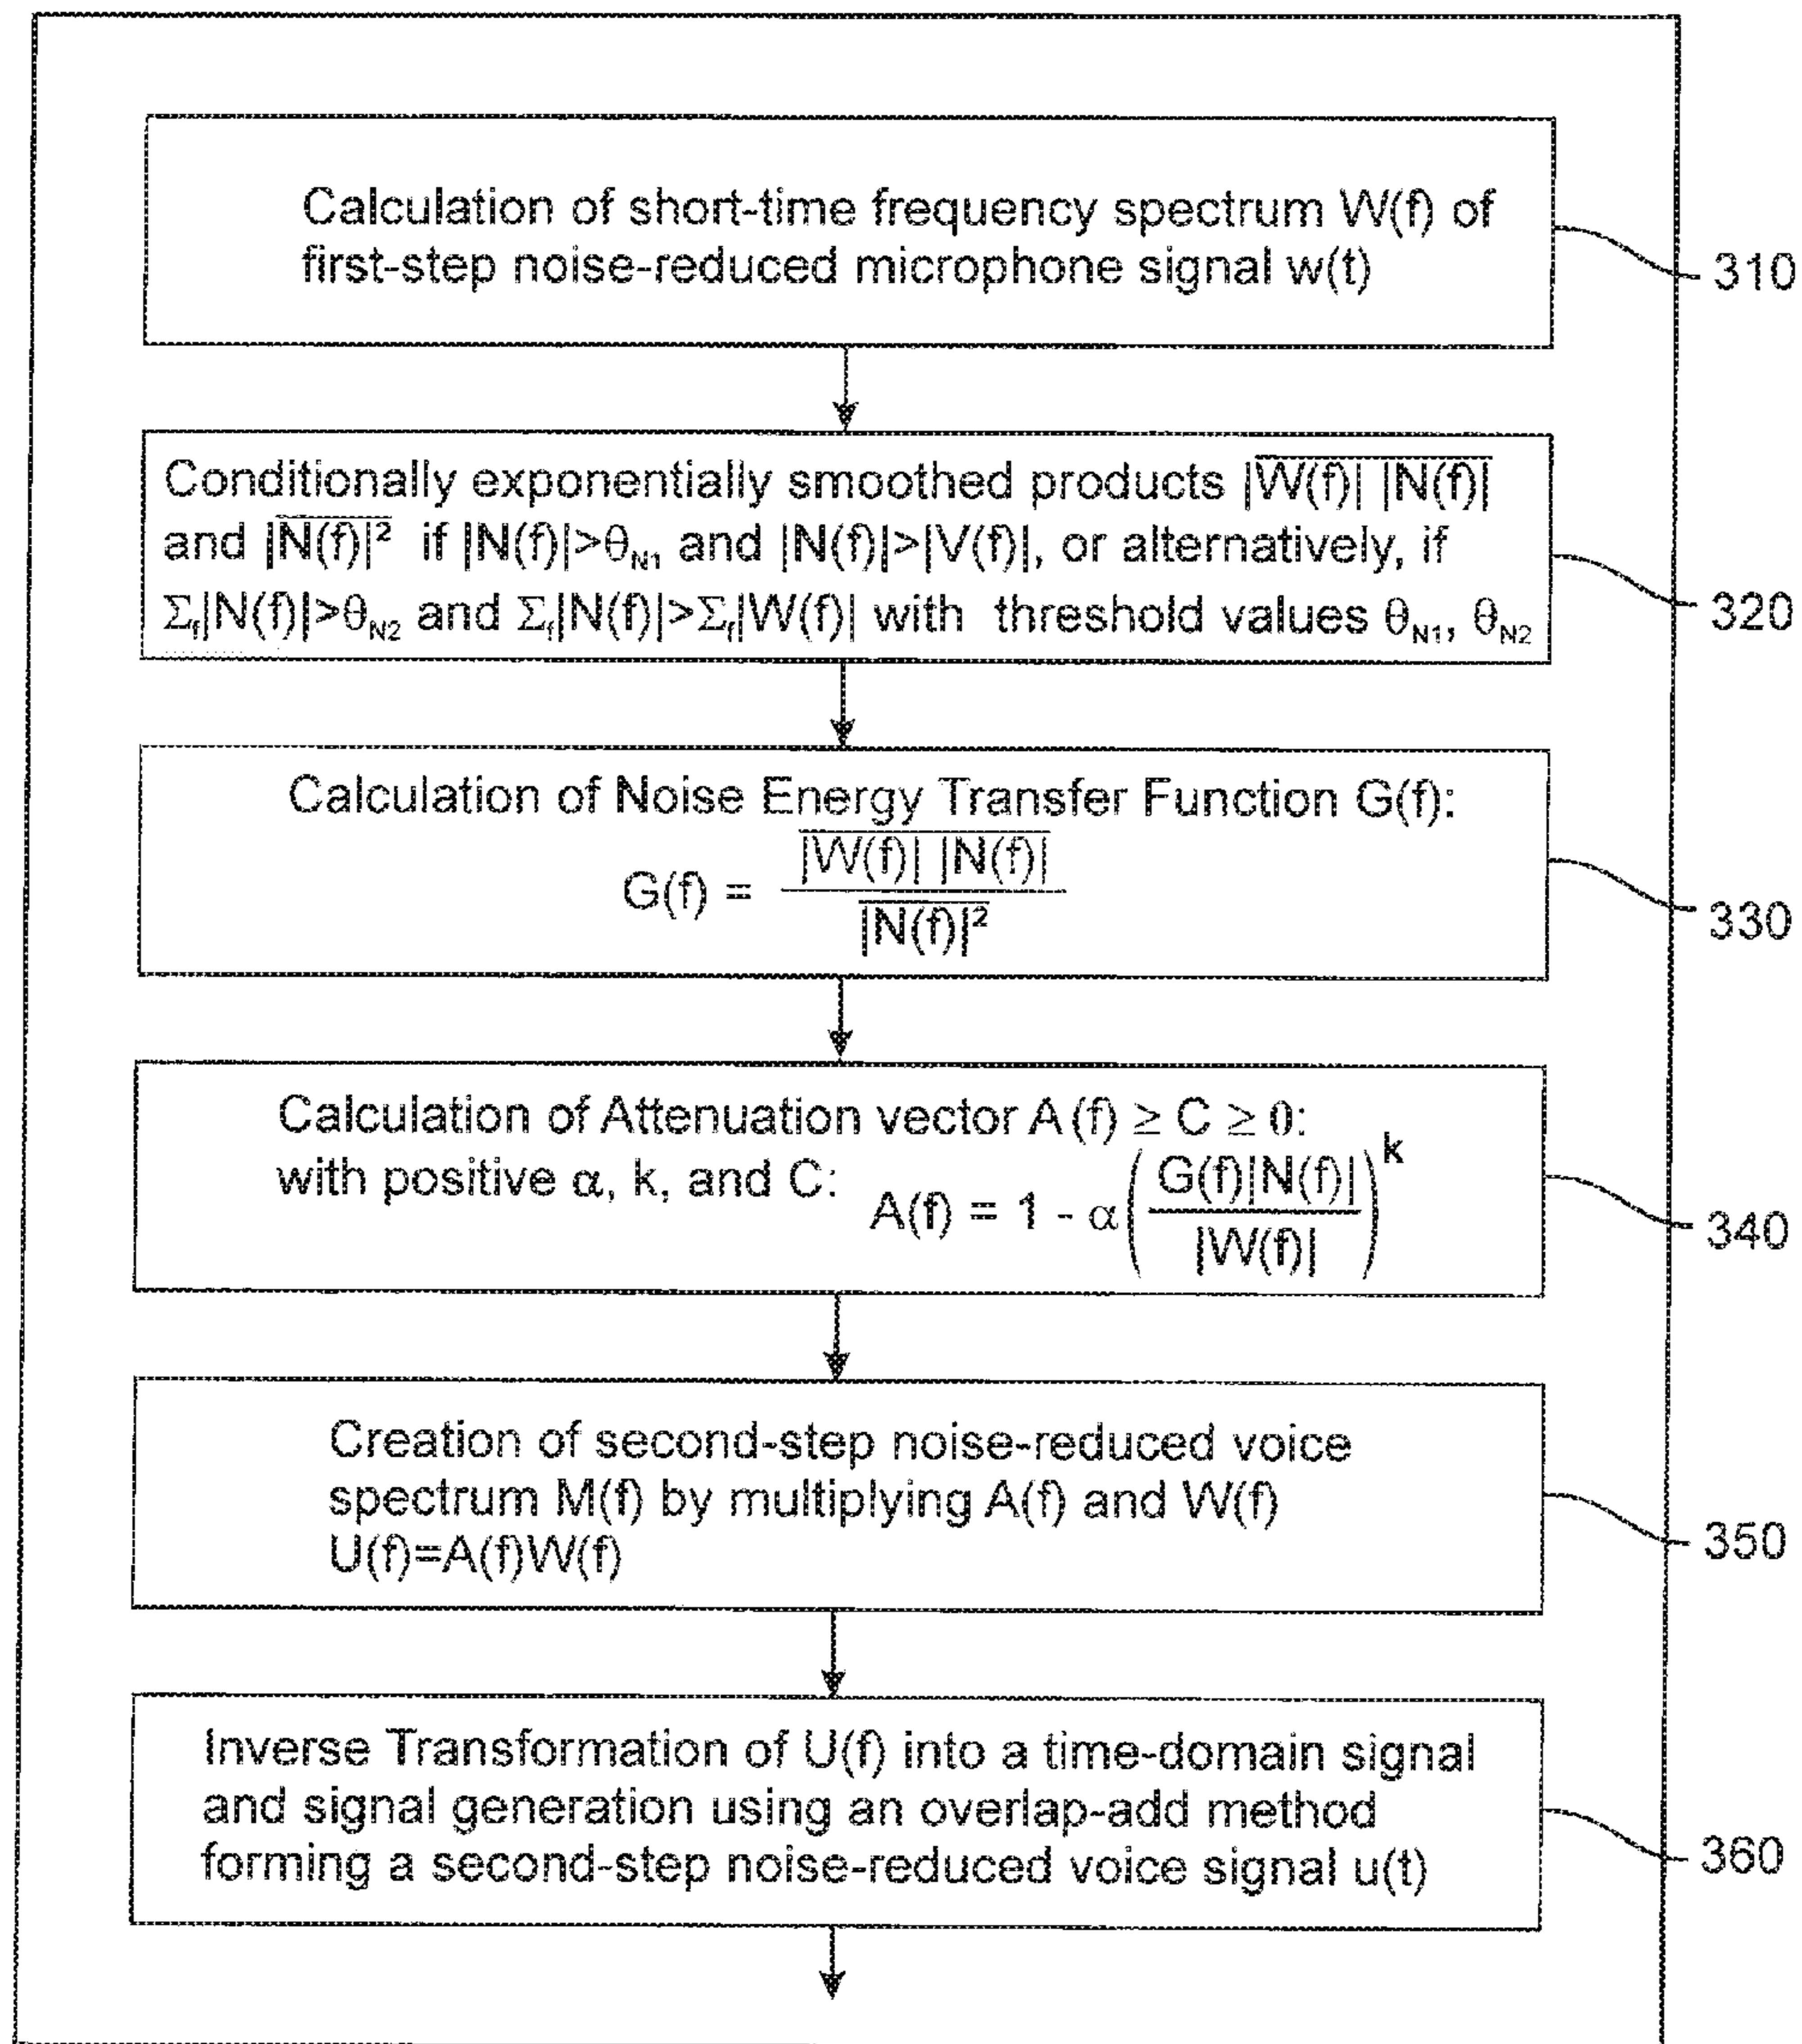 Calculation of short-time frequency spectrum W(f) of
first-step noise-reduced microphone signal w(t)
310
Conditionally exponentially smoothed products |W̅(̅f̅)̅|̅ ̅|̅N̅(̅f̅)̅|
and |N̅(̅f̅)̅|² if |N(f)|>θN1 and |N(f)|>|V(f)|, or alternatively, if
Σf|N(f)|>θN2 and Σf|N(f)|>Σf|W(f)| with threshold values θN1, θN2
320
Calculation of Noise Energy Transfer Function G(f):
G(f) = |W(f)| |N(f)|
|N(f)|²
330
Calculation of Attenuation vector A(f) ≥ C ≥ 0:
with positive α, k, and C: A(f) = 1 - α(G(f)|N(f)| / |W(f)|)^k
340
Creation of second-step noise-reduced voice
spectrum M(f) by multiplying A(f) and W(f)
U(f)=A(f)W(f)
350
Inverse Transformation of U(f) into a time-domain signal
and signal generation using an overlap-add method
forming a second-step noise-reduced voice signal u(t)
360